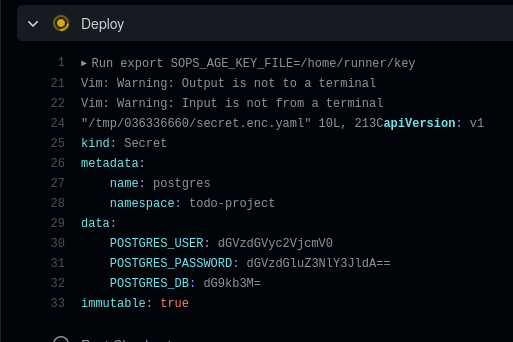 Deploy
1 Run export SOPS_AGE_KEY_FILE=/home/runner/key
21 Vim: Warning: Output is not to a terminal
22 Vim: Warning: Input is not from a terminal
24 "/tmp/036336660/secret.enc.yaml" 10L, 213CapiVersion: v1
25 kind: Secret
26 metadata:
27 name: postgres
28 namespace: todo-project
29 data:
30 POSTGRES_USER: dGVzdGVyc2VjcmV0
31 POSTGRES_PASSWORD: dGVzdGluZ3NlY3JldA==
32 POSTGRES_DB: dG9kb3M=
33 immutable: true